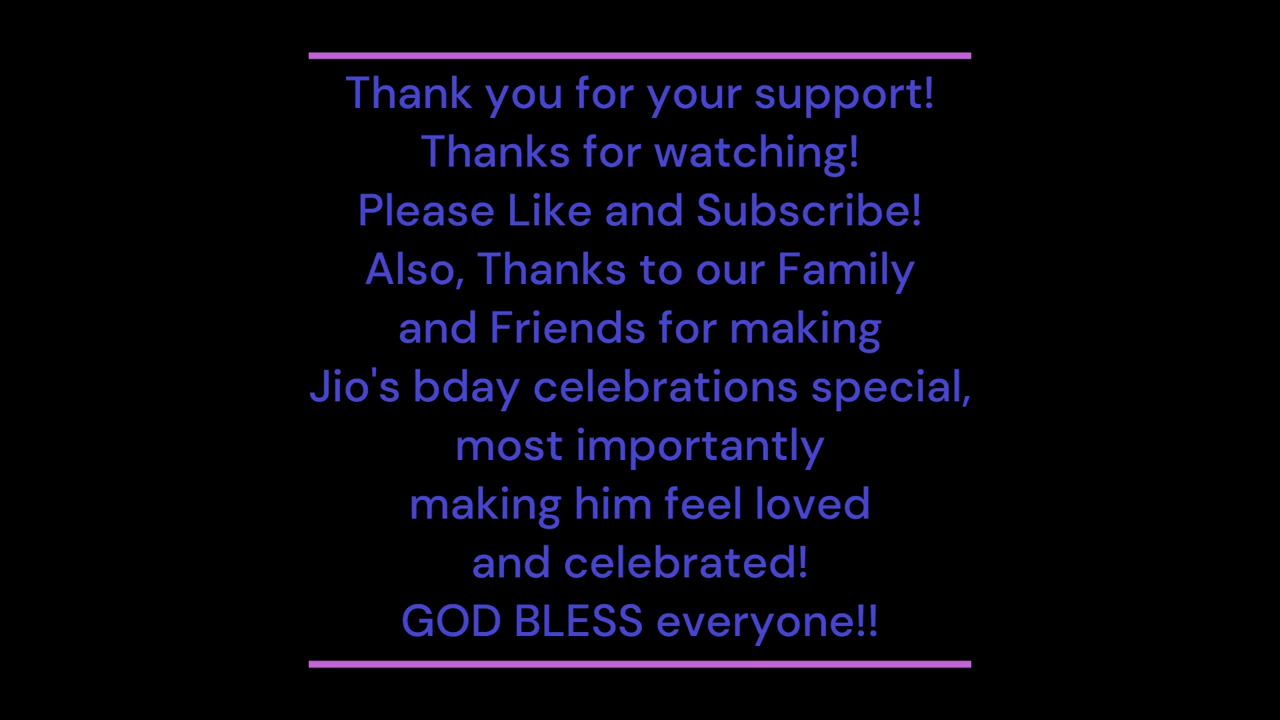 Thank you for your support!
Thanks for watching!
Please Like and Subscribe!
Also, Thanks to our Family
and Friends for making
Jio's bday celebrations special,
most importantly
making him feel loved
and celebrated!
GOD BLESS everyone!!